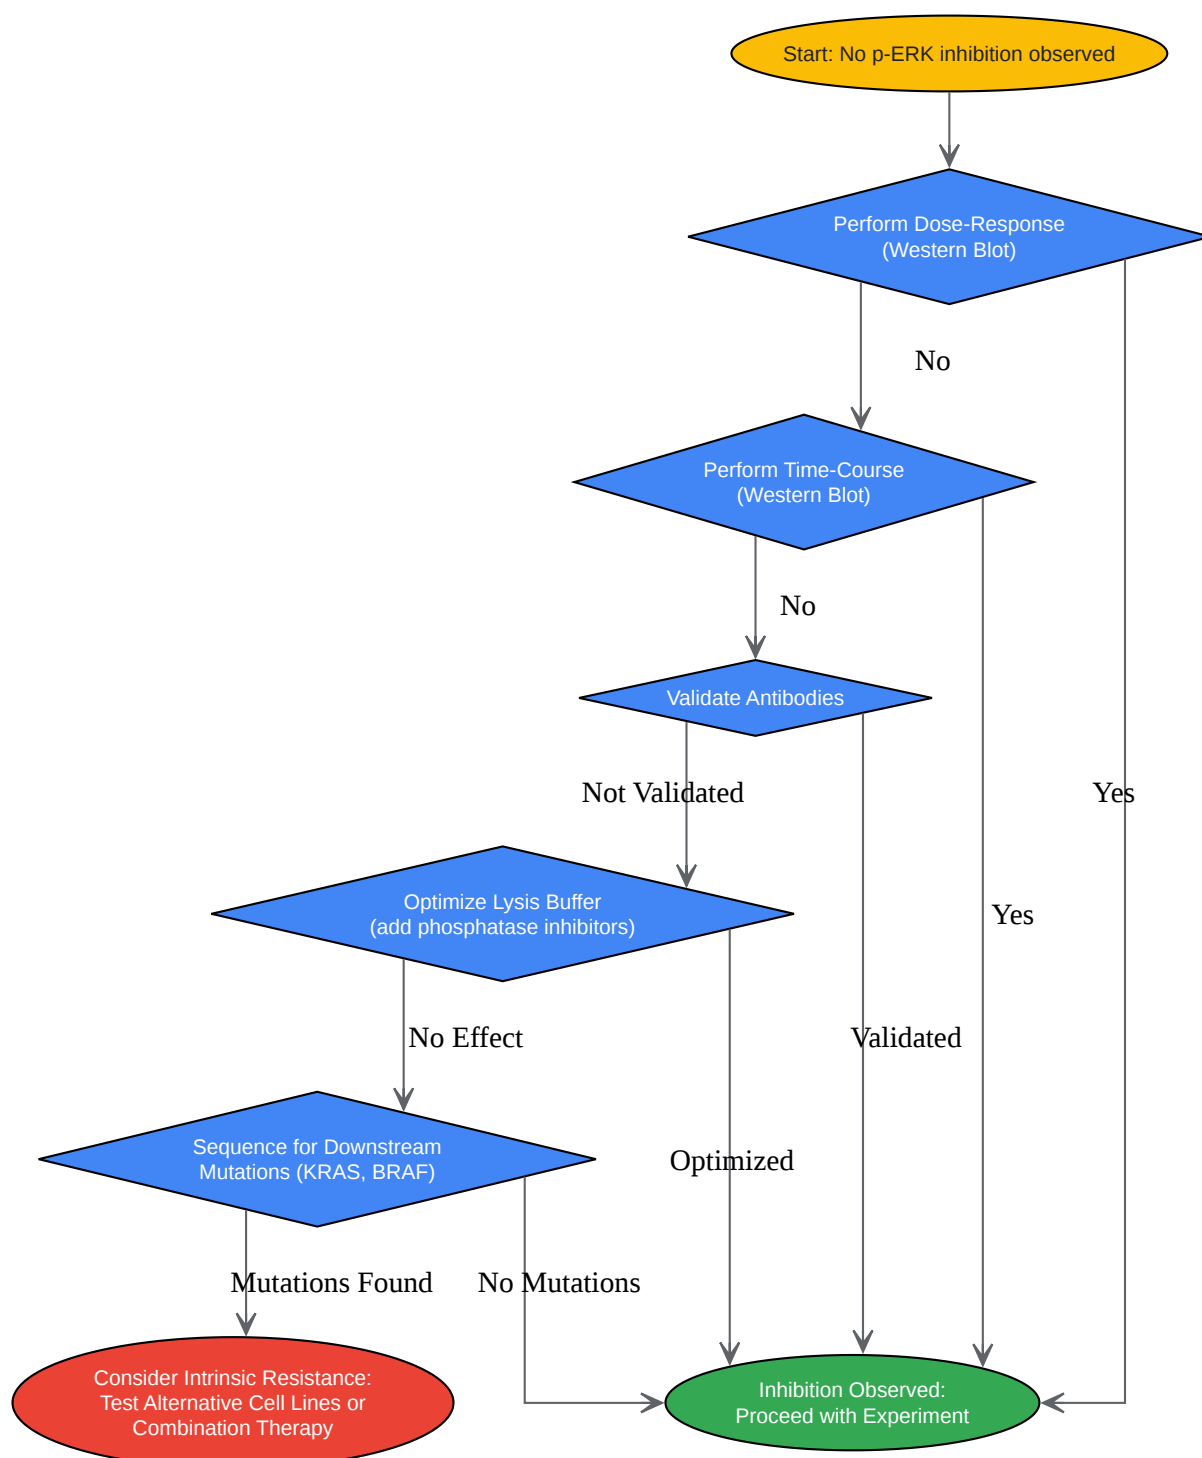 Start: No p-ERK inhibition observed
Perform Dose-Response
(Western Blot)
No
Perform Time-Course
(Western Blot)
No
Validate Antibodies
Not Validated
Yes
Optimize Lysis Buffer
(add phosphatase inhibitors)
Yes
No Effect
Validated
Sequence for Downstream
Mutations (KRAS, BRAF)
Optimized
Mutations Found
No Mutations
Consider Intrinsic Resistance:
Test Alternative Cell Lines or
Combination Therapy
Inhibition Observed:
Proceed with Experiment